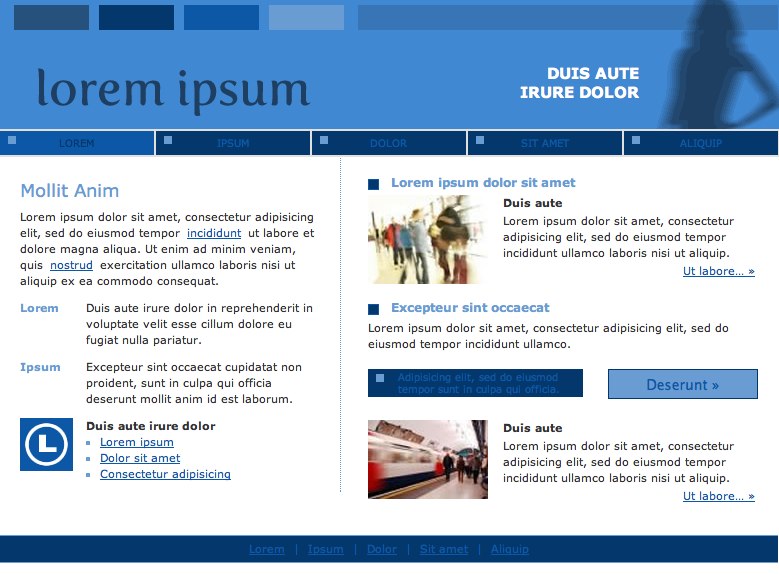 lorem ipsum
DUIS AUTE
IRURE DOLOR
LOREM
IPSUM
DOLOR
SIT AMET
ALIQUIP
Mollit Anim
Lorem ipsum dolor sit amet, consectetur adipisicing
elit, sed do eiusmod tempor incididunt ut labore et
dolore magna aliqua. Ut enim ad minim veniam,
quis nostrud exercitation ullamco laboris nisi ut
aliquip ex ea commodo consequat.
Lorem
Duis aute irure dolor in reprehenderit in
voluptate velit esse cillum dolore eu
fugiat nulla pariatur.
Ipsum
Excepteur sint occaecat cupidatat non
proident, sunt in culpa qui officia
deserunt mollit anim id est laborum.
L
Duis aute irure dolor
Lorem ipsum
Dolor sit amet
Consectetur adipisicing
Lorem ipsum dolor sit amet
Duis aute
Lorem ipsum dolor sit amet, consectetur
adipisicing elit, sed do eiusmod tempor
incididunt ullamco laboris nisi ut aliquip.
Ut labore... »
Excepteur sint occaecat
Lorem ipsum dolor sit amet, consectetur adipisicing elit, sed do
eiusmod tempor incididunt ullamco.
Adipisicing elit, sed do eiusmod
tempor sunt in culpa qui officia.
Deserunt »
Duis aute
Lorem ipsum dolor sit amet, consectetur
adipisicing elit, sed do eiusmod tempor
incididunt ullamco laboris nisi ut aliquip.
Ut labore... »
Lorem | Ipsum | Dolor | Sit amet | Aliquip